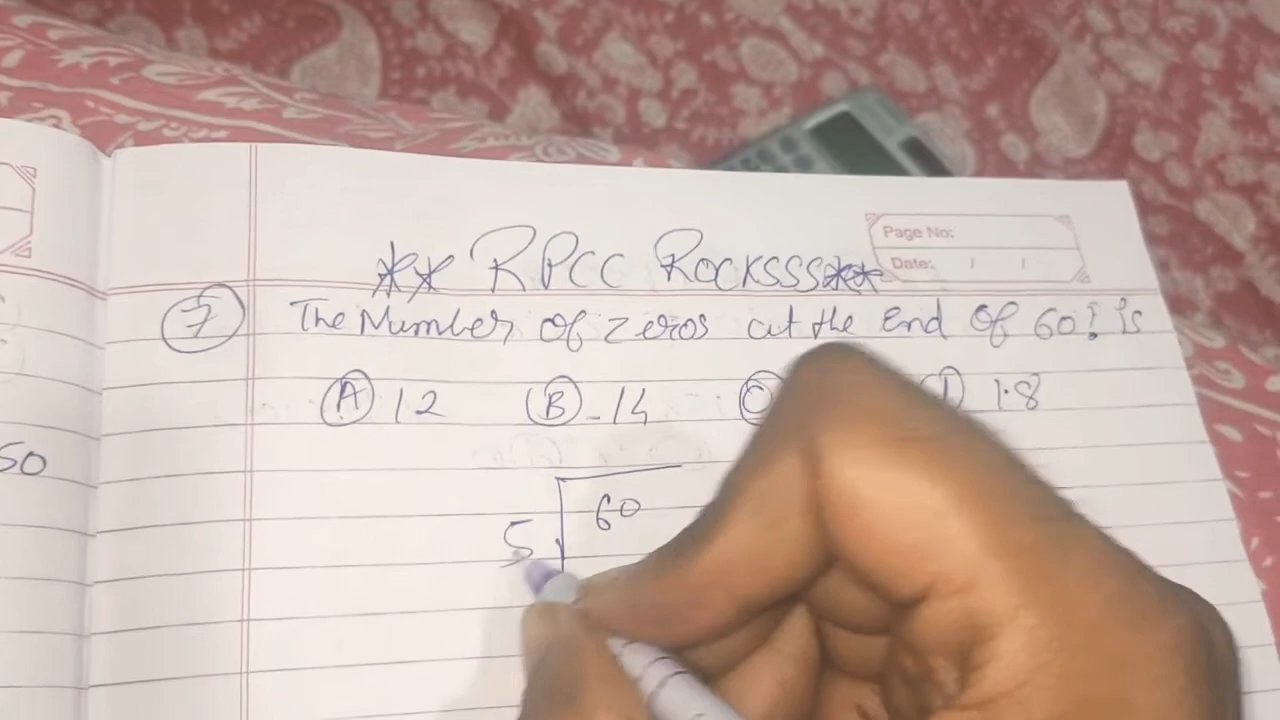 ** RPCC ROCKSSS**
Page No:
Date:
7 The Number of Zeros at the end of 60! is
A 12 B 14 C D 18
50
5 60